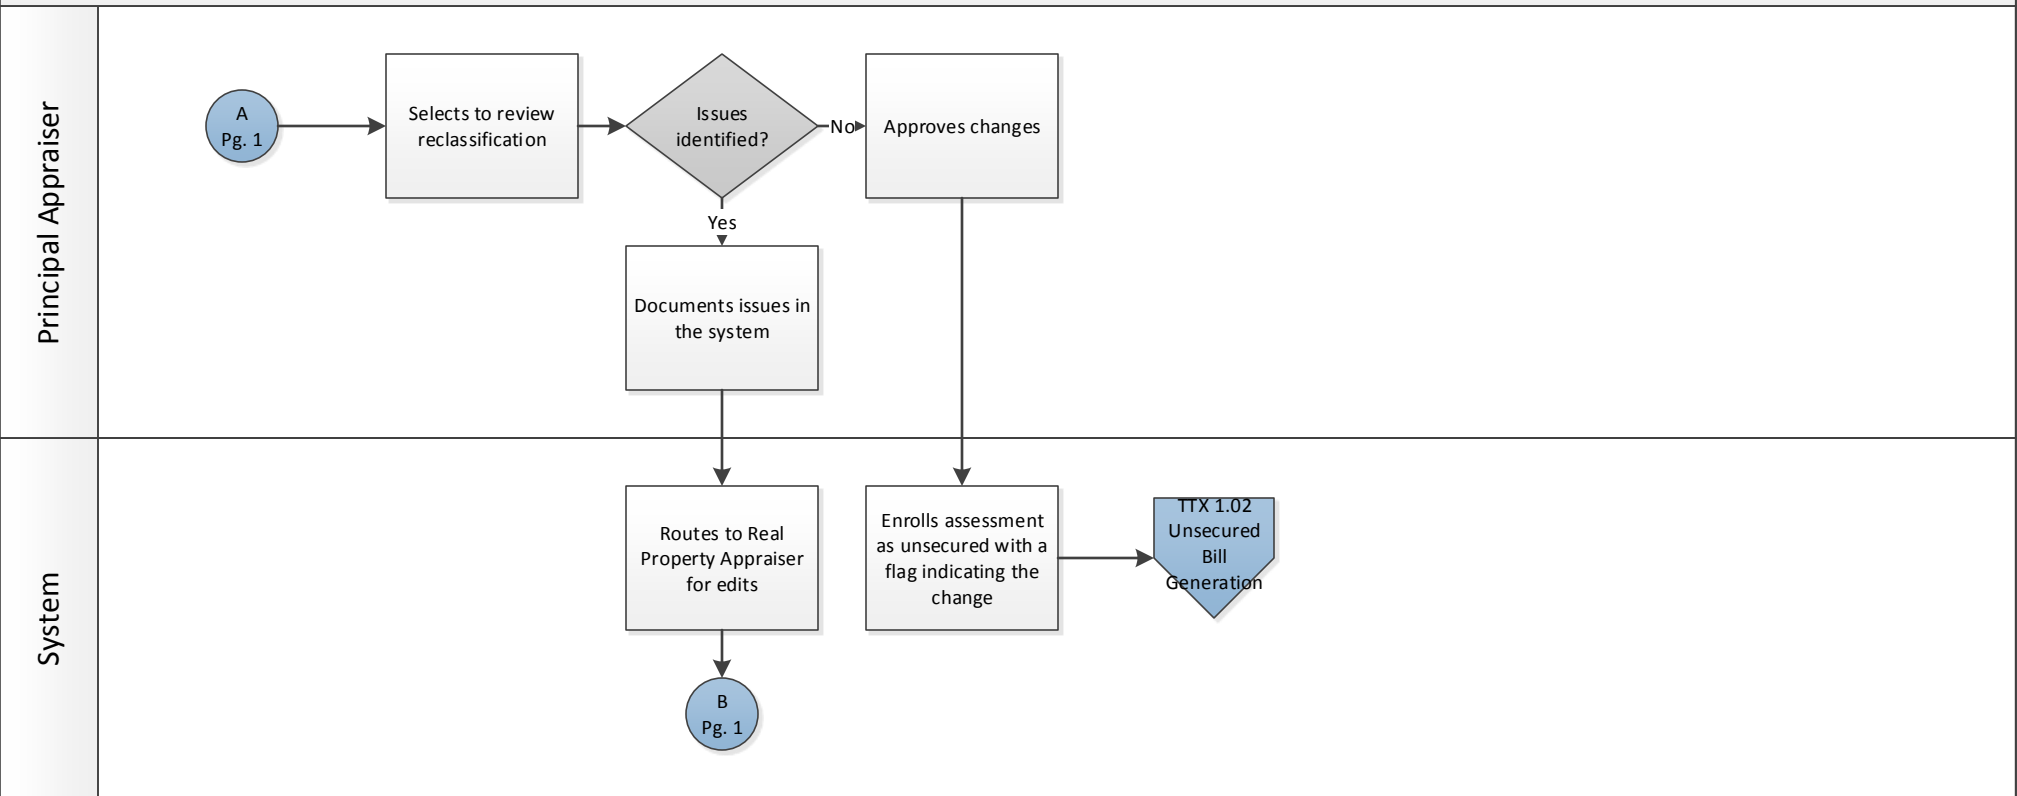 Principal Appraiser
A
Pg. 1
Selects to review
reclassification
Issues
identified?
No
Approves changes
Yes
Documents issues in
the system
System
Routes to Real
Property Appraiser
for edits
Enrolls assessment
as unsecured with a
flag indicating the
change
TTX 1.02
Unsecured
Bill
Generation
B
Pg. 1